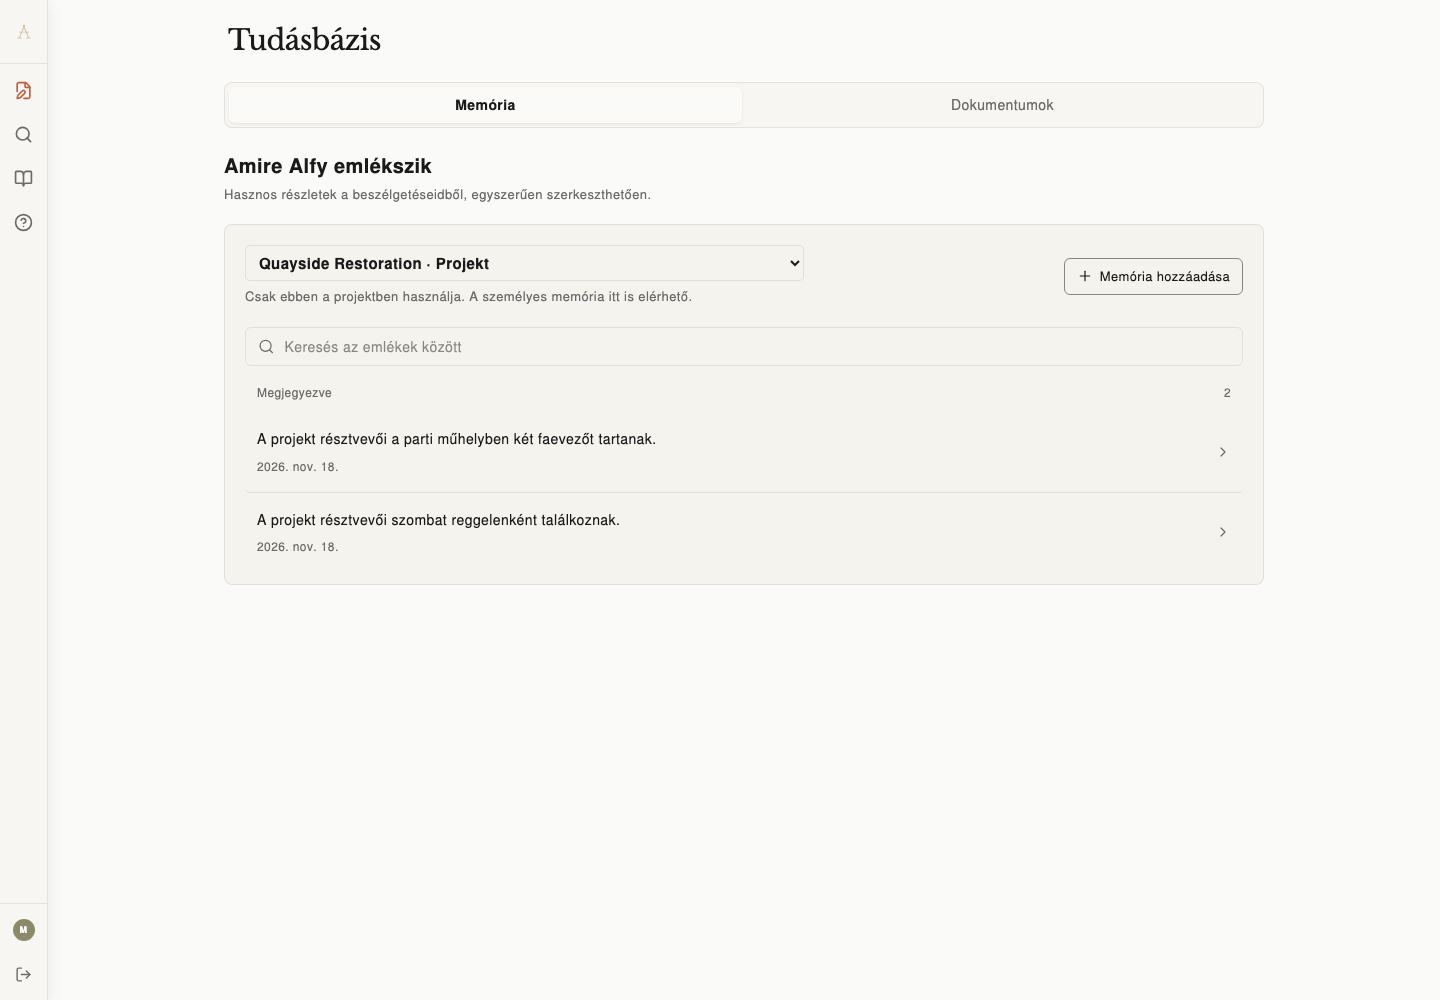 A
Tudásbázis
Memória
Dokumentumok
Amire Alfy emlékszik
Hasznos részletek a beszélgetéseidből, egyszerűen szerkeszthetően.
Quayside Restoration · Projekt
Csak ebben a projektben használja. A személyes memória itt is elérhető.
Memória hozzáadása
Keresés az emlékek között
Megjegyezve
2
A projekt résztvevői a parti műhelyben két faevezőt tartanak.
2026. nov. 18.
A projekt résztvevői szombat reggelenként találkoznak.
2026. nov. 18.
M